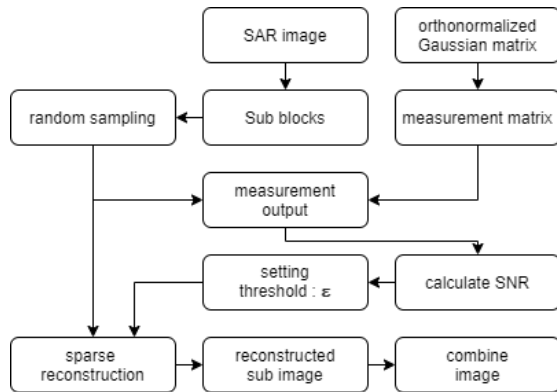 SAR image
orthonormalized
Gaussian matrix
random sampling
Sub blocks
measurement matrix
measurement
output
setting
threshold : ε
calculate SNR
sparse
reconstruction
reconstructed
sub image
combine
image